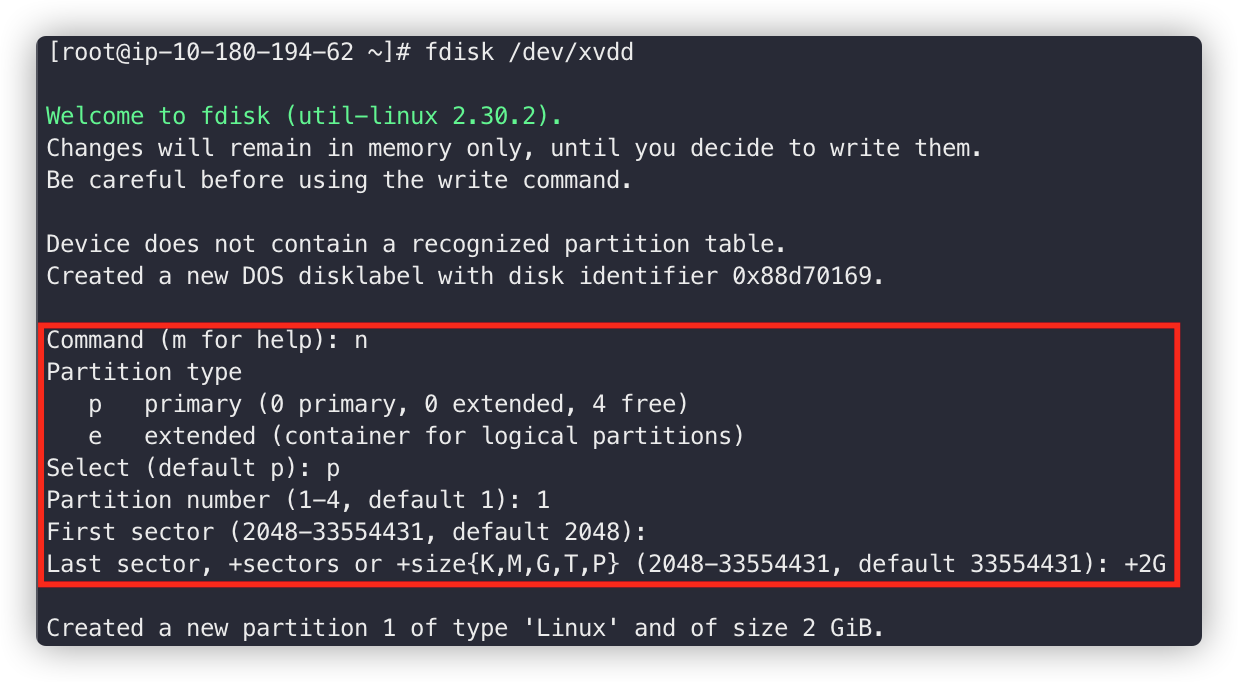 [root@ip-10-180-194-62 ~]# fdisk /dev/xvdd
Welcome to fdisk (util-linux 2.30.2).
Changes will remain in memory only, until you decide to write them.
Be careful before using the write command.
Device does not contain a recognized partition table.
Created a new DOS disklabel with disk identifier 0x88d70169.
Command (m for help): n
Partition type
   p   primary (0 primary, 0 extended, 4 free)
   e   extended (container for logical partitions)
Select (default p): p
Partition number (1-4, default 1): 1
First sector (2048-33554431, default 2048):
Last sector, +sectors or +size{K,M,G,T,P} (2048-33554431, default 33554431): +2G
Created a new partition 1 of type 'Linux' and of size 2 GiB.